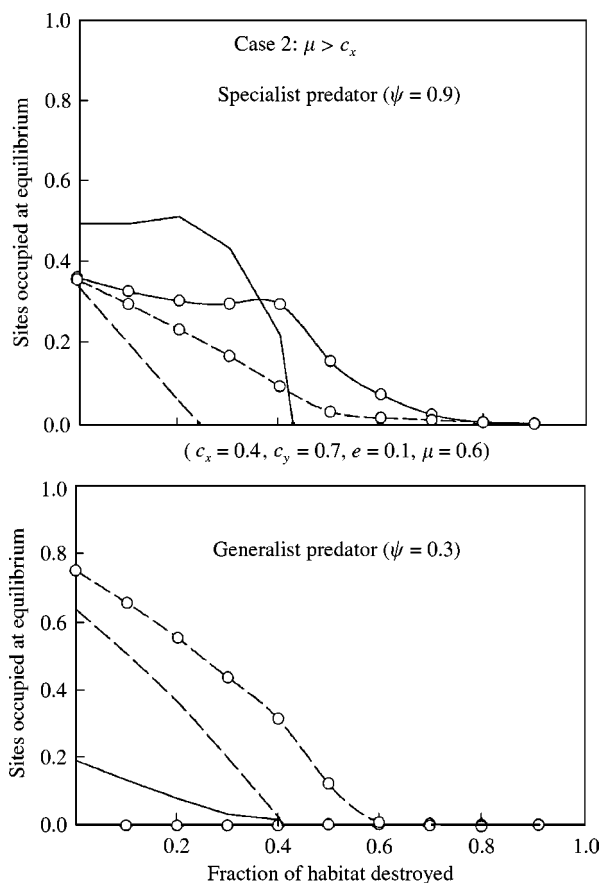 1.0
Case 2: μ > cₓ
Specialist predator (ψ = 0.9)
0.8
0.6
0.4
0.2
0.0
Sites occupied at equilibrium
( cₓ = 0.4, c_y = 0.7, e = 0.1, μ = 0.6)
1.0
Generalist predator (ψ = 0.3)
0.8
0.6
0.4
0.2
0.0
Sites occupied at equilibrium
0.2 0.4 0.6 0.8 1.0
Fraction of habitat destroyed